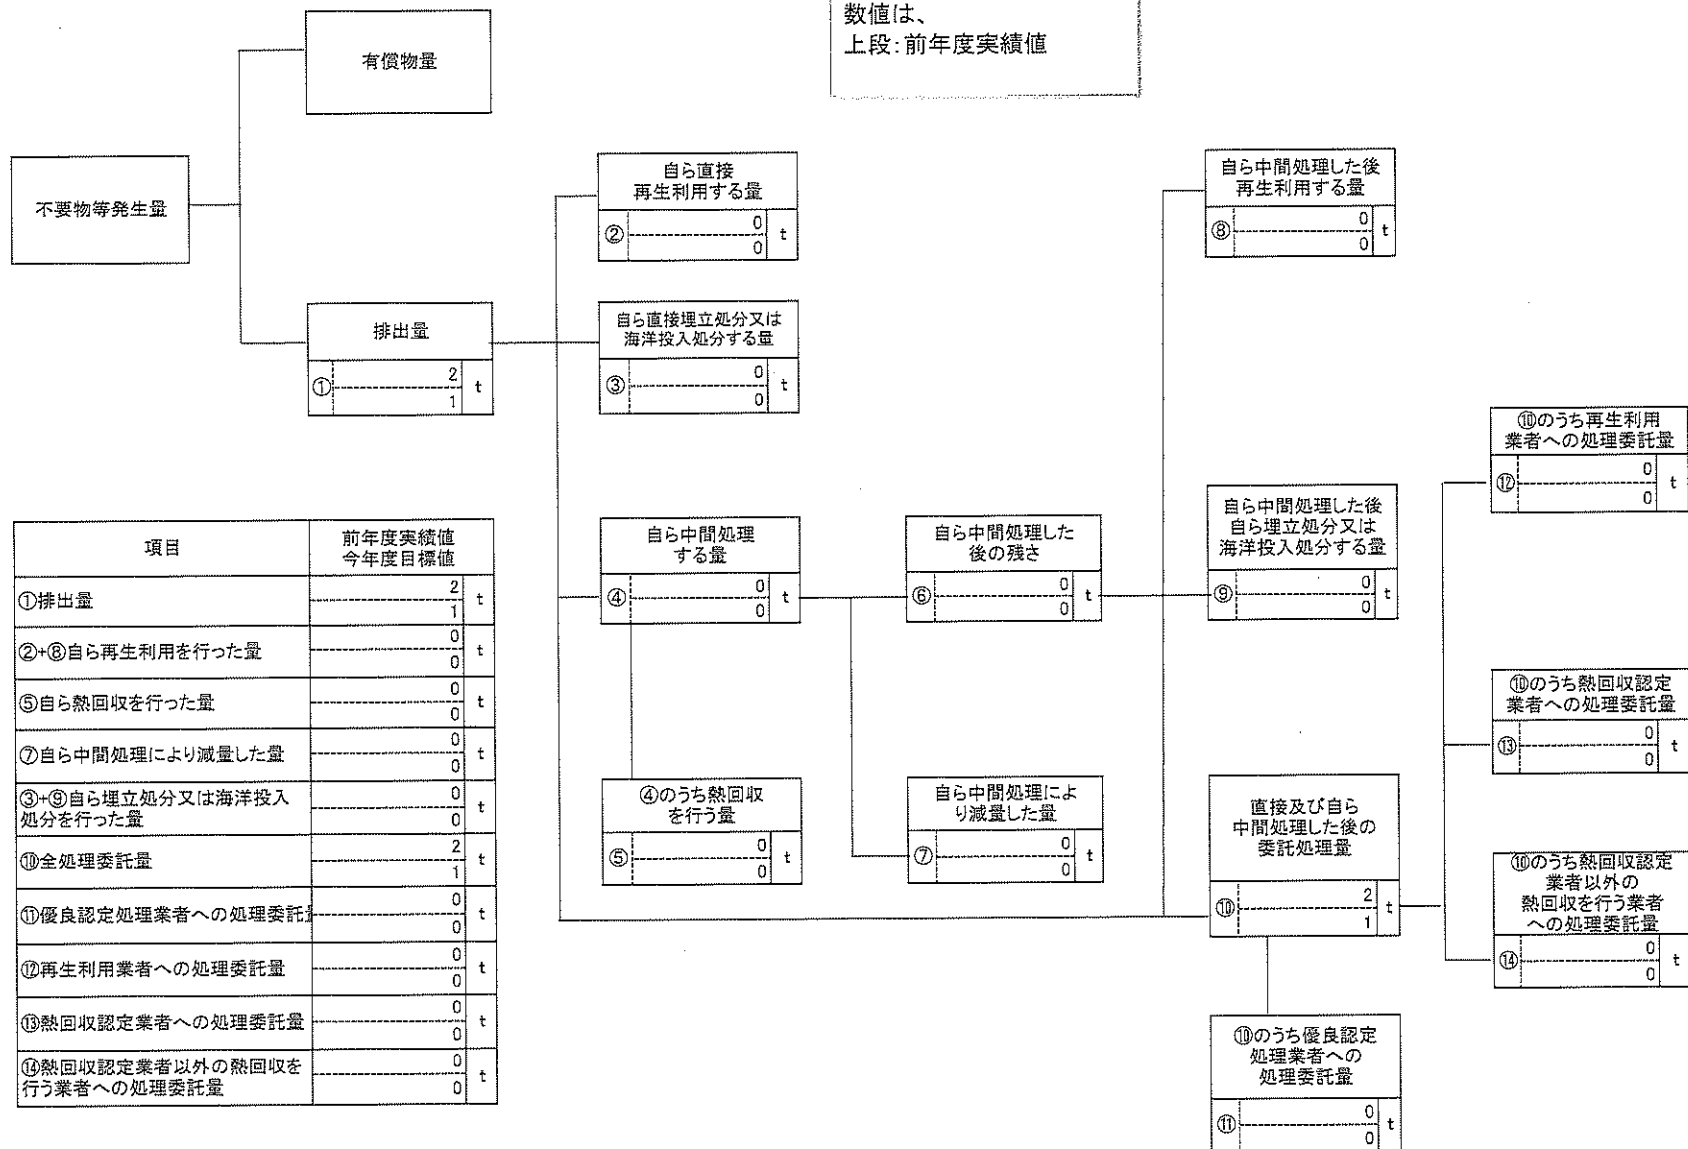 数値は、
上段:前年度実績値
有償物量
不要物等発生量
排出量
① 2 t
1
自ら直接
再生利用する量
② 0 t
0
自ら直接埋立処分又は
海洋投入処分する量
③ 0 t
0
自ら中間処理
する量
④ 0 t
0
④のうち熱回収
を行う量
⑤ 0 t
0
自ら中間処理した
後の残さ
⑥ 0 t
0
自ら中間処理によ
り減量した量
⑦ 0 t
0
自ら中間処理した後
再生利用する量
⑧ 0 t
0
自ら中間処理した後
自ら埋立処分又は
海洋投入処分する量
⑨ 0 t
0
直接及び自ら
中間処理した後の
委託処理量
⑩ 2 t
1
⑩のうち優良認定
処理業者への
処理委託量
⑪ 0 t
0
⑩のうち再生利用
業者への処理委託量
⑫ 0 t
0
⑩のうち熱回収認定
業者への処理委託量
⑬ 0 t
0
⑩のうち熱回収認定
業者以外の
熱回収を行う業者
への処理委託量
⑭ 0 t
0
項目 前年度実績値
今年度目標値
①排出量 2 t
1
②+⑧自ら再生利用を行った量 0 t
0
⑤自ら熱回収を行った量 0 t
0
⑦自ら中間処理により減量した量 0 t
0
③+⑨自ら埋立処分又は海洋投入
処分を行った量 0 t
0
⑩全処理委託量 2 t
1
⑪優良認定処理業者への処理委託 0 t
0
⑫再生利用業者への処理委託量 0 t
0
⑬熱回収認定業者への処理委託量 0 t
0
⑭熱回収認定業者以外の熱回収を
行う業者への処理委託量 0 t
0